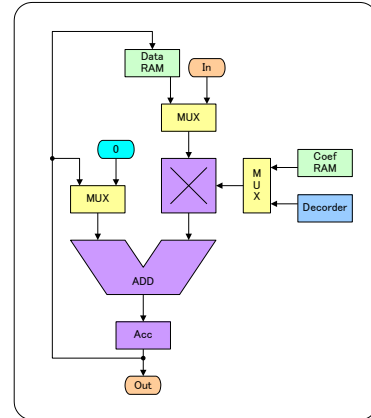 Data
RAM
In
MUX
0
MUX
M
U
X
Coef
RAM
Decorder
ADD
Acc
Out